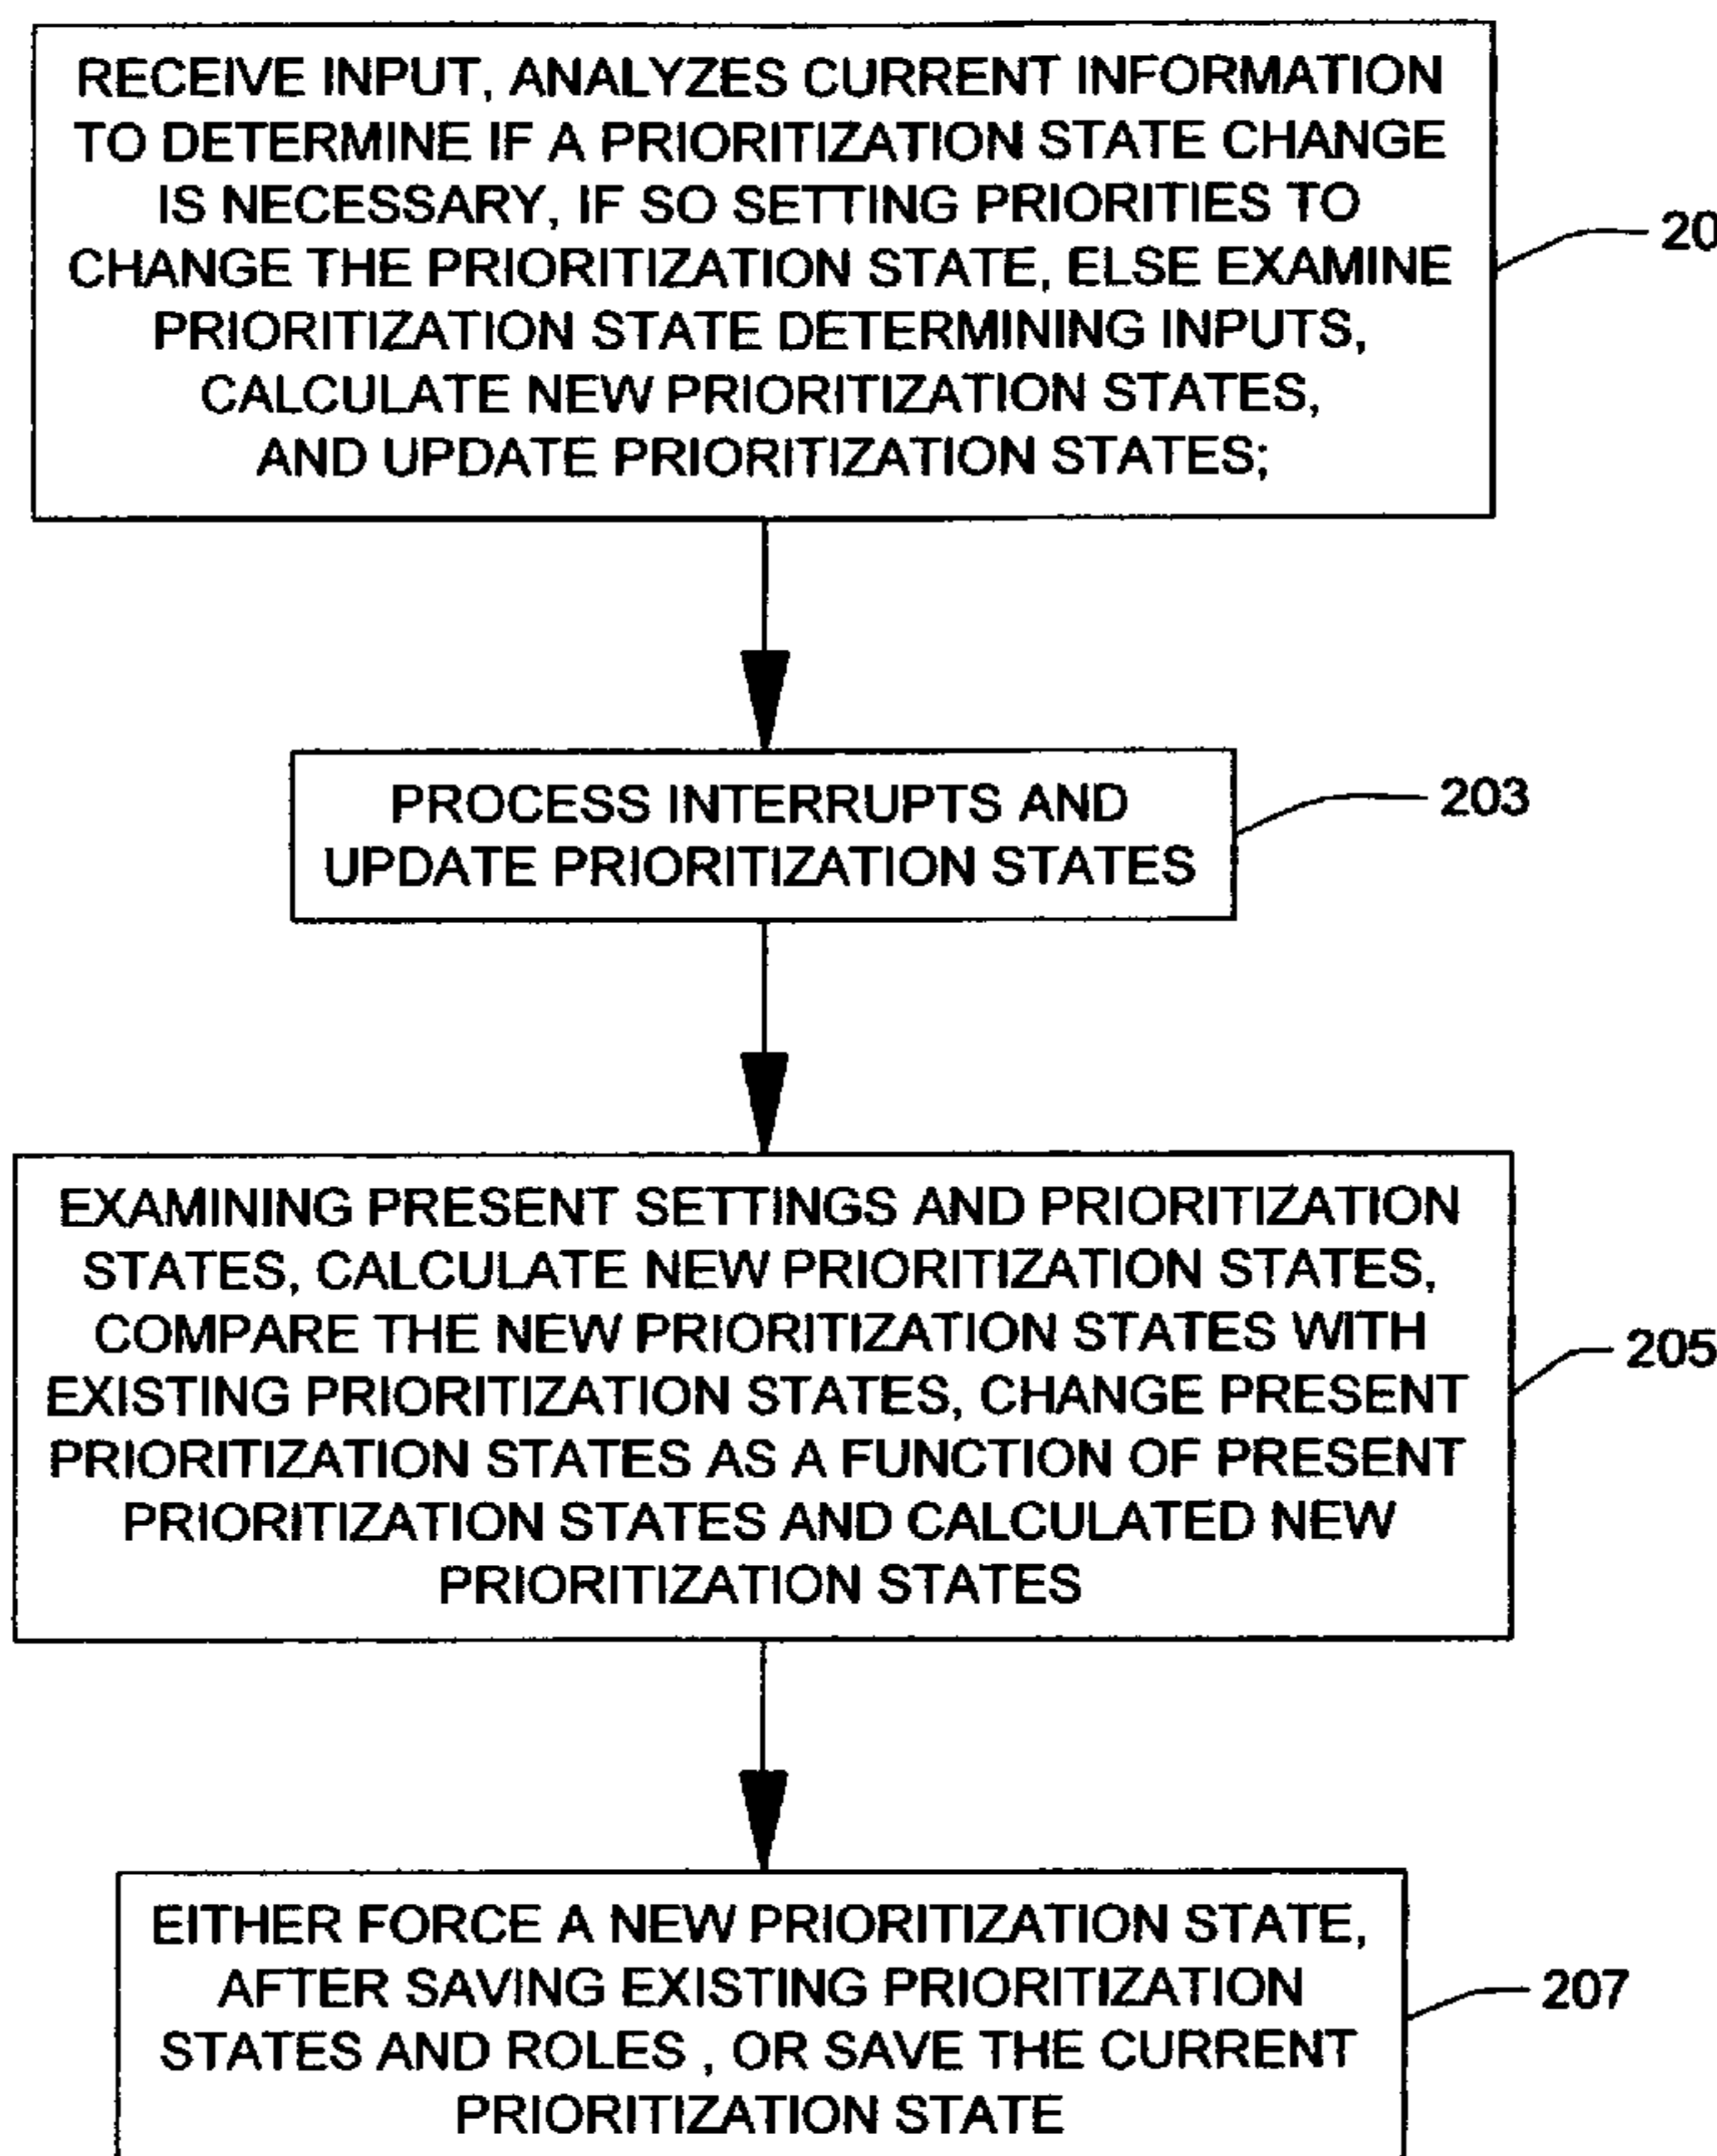 RECEIVE INPUT, ANALYZES CURRENT INFORMATION
TO DETERMINE IF A PRIORITIZATION STATE CHANGE
IS NECESSARY, IF SO SETTING PRIORITIES TO
CHANGE THE PRIORITIZATION STATE, ELSE EXAMINE
PRIORITIZATION STATE DETERMINING INPUTS,
CALCULATE NEW PRIORITIZATION STATES,
AND UPDATE PRIORITIZATION STATES;
20
PROCESS INTERRUPTS AND
UPDATE PRIORITIZATION STATES
203
EXAMINING PRESENT SETTINGS AND PRIORITIZATION
STATES, CALCULATE NEW PRIORITIZATION STATES,
COMPARE THE NEW PRIORITIZATION STATES WITH
EXISTING PRIORITIZATION STATES, CHANGE PRESENT
PRIORITIZATION STATES AS A FUNCTION OF PRESENT
PRIORITIZATION STATES AND CALCULATED NEW
PRIORITIZATION STATES
205
EITHER FORCE A NEW PRIORITIZATION STATE,
AFTER SAVING EXISTING PRIORITIZATION
STATES AND ROLES , OR SAVE THE CURRENT
PRIORITIZATION STATE
207